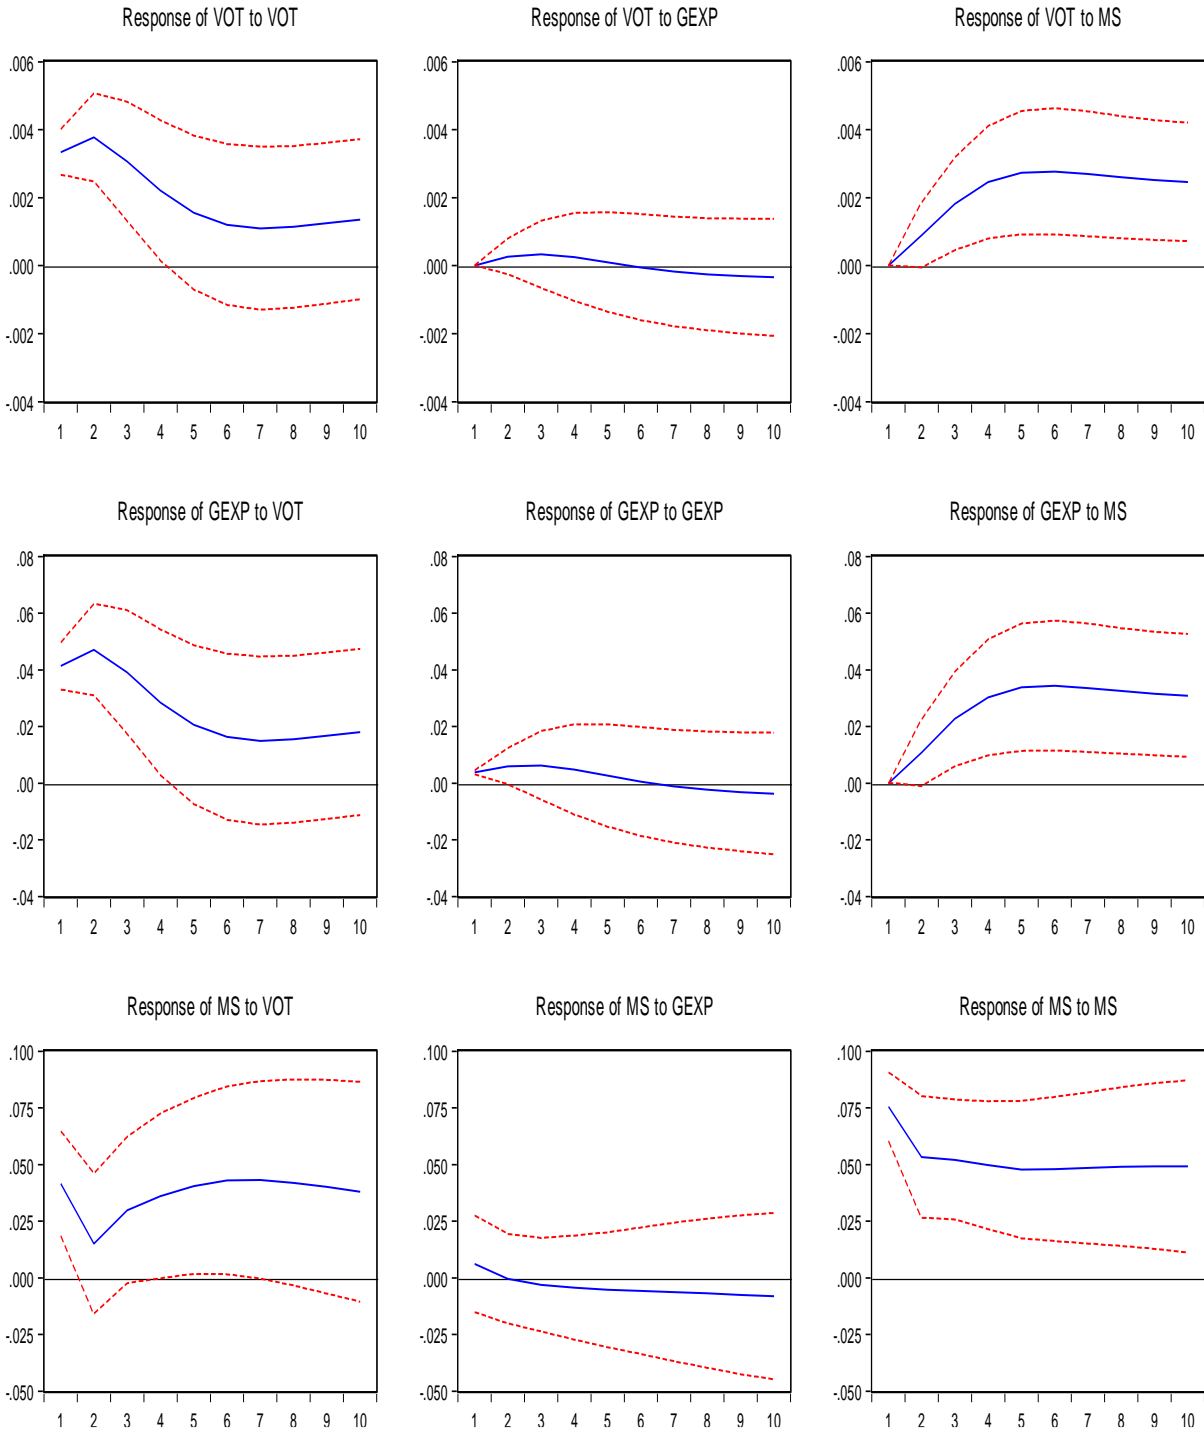 Response of VOT to VOT Response of VOT to GEXP Response of VOT to MS
.006 .006 .006
.004 .004 .004
.002 .002 .002
.000 .000 .000
-.002 -.002 -.002
-.004 -.004 -.004
1 2 3 4 5 6 7 8 9 10 1 2 3 4 5 6 7 8 9 10 1 2 3 4 5 6 7 8 9 10
Response of GEXP to VOT Response of GEXP to GEXP Response of GEXP to MS
.08 .08 .08
.06 .06 .06
.04 .04 .04
.02 .02 .02
.00 .00 .00
-.02 -.02 -.02
-.04 -.04 -.04
1 2 3 4 5 6 7 8 9 10 1 2 3 4 5 6 7 8 9 10 1 2 3 4 5 6 7 8 9 10
Response of MS to VOT Response of MS to GEXP Response of MS to MS
.100 .100 .100
.075 .075 .075
.050 .050 .050
.025 .025 .025
.000 .000 .000
-.025 -.025 -.025
-.050 -.050 -.050
1 2 3 4 5 6 7 8 9 10 1 2 3 4 5 6 7 8 9 10 1 2 3 4 5 6 7 8 9 10